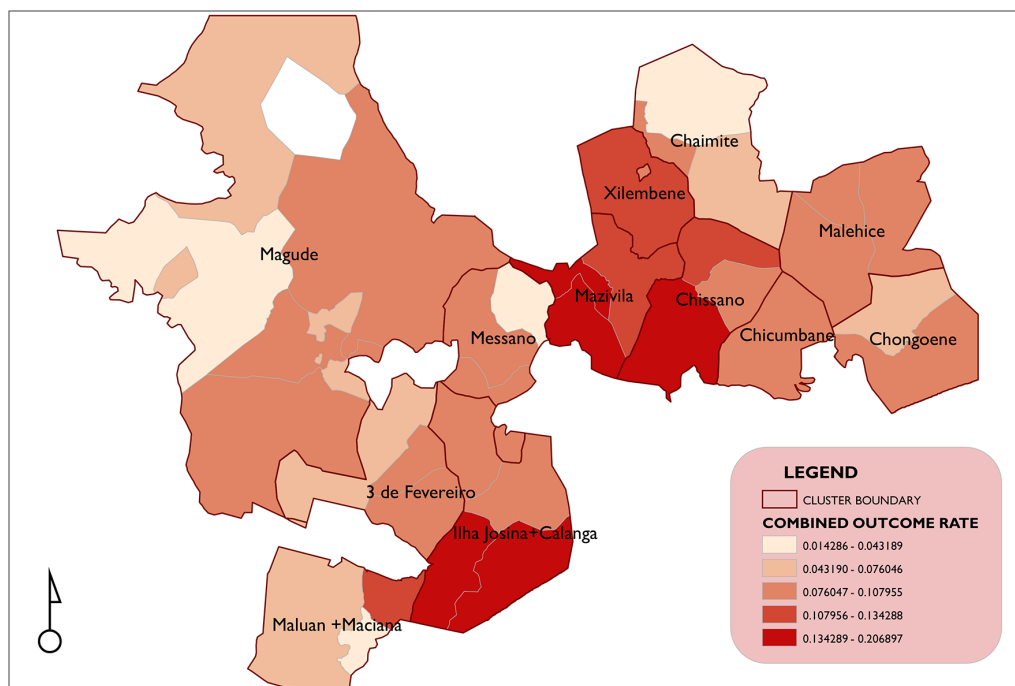 Chaimite
Xilembene
Malehice
Magude
Mazivila
Chissano
Messano
Chicumbane
Chongoene
3 de Fevereiro
Ilha Josina+Calanga
Maluan +Maciana
LEGEND
CLUSTER BOUNDARY
COMBINED OUTCOME RATE
0.014286 - 0.043189
0.043190 - 0.076046
0.076047 - 0.107955
0.107956 - 0.134288
0.134289 - 0.206897